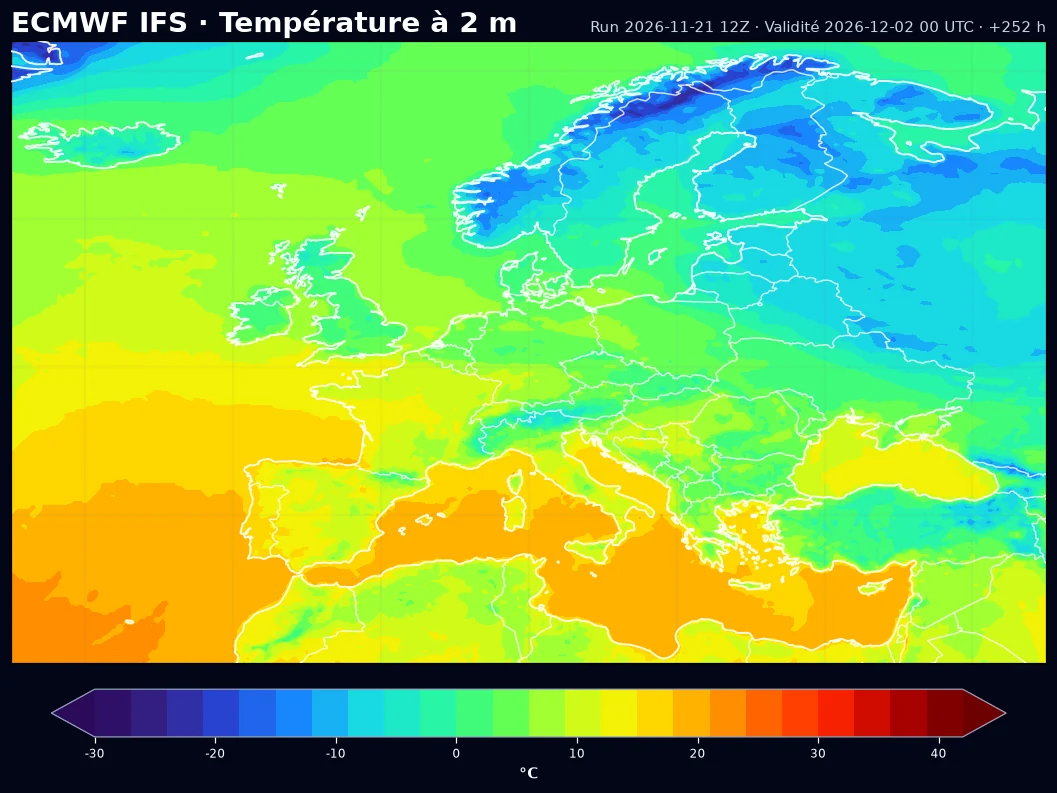 ECMWF IFS · Température à 2 m
Run 2026-11-21 12Z · Validité 2026-12-02 00 UTC · +252 h
-30 -20 -10 0 10 20 30 40
°C